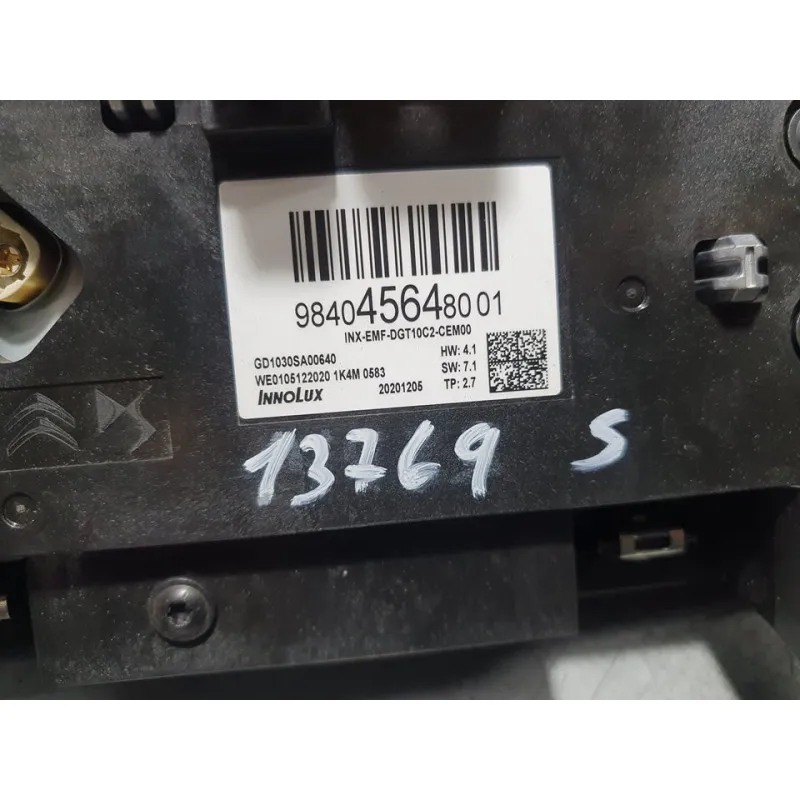 9840456480 01
INX-EMF-DGT10C2-CEM00
GD1030SA00640
HW: 4.1
WE0105122020 1K4M 0583
SW: 7.1
INNOLUX
20201205
TP: 2.7
13769 S